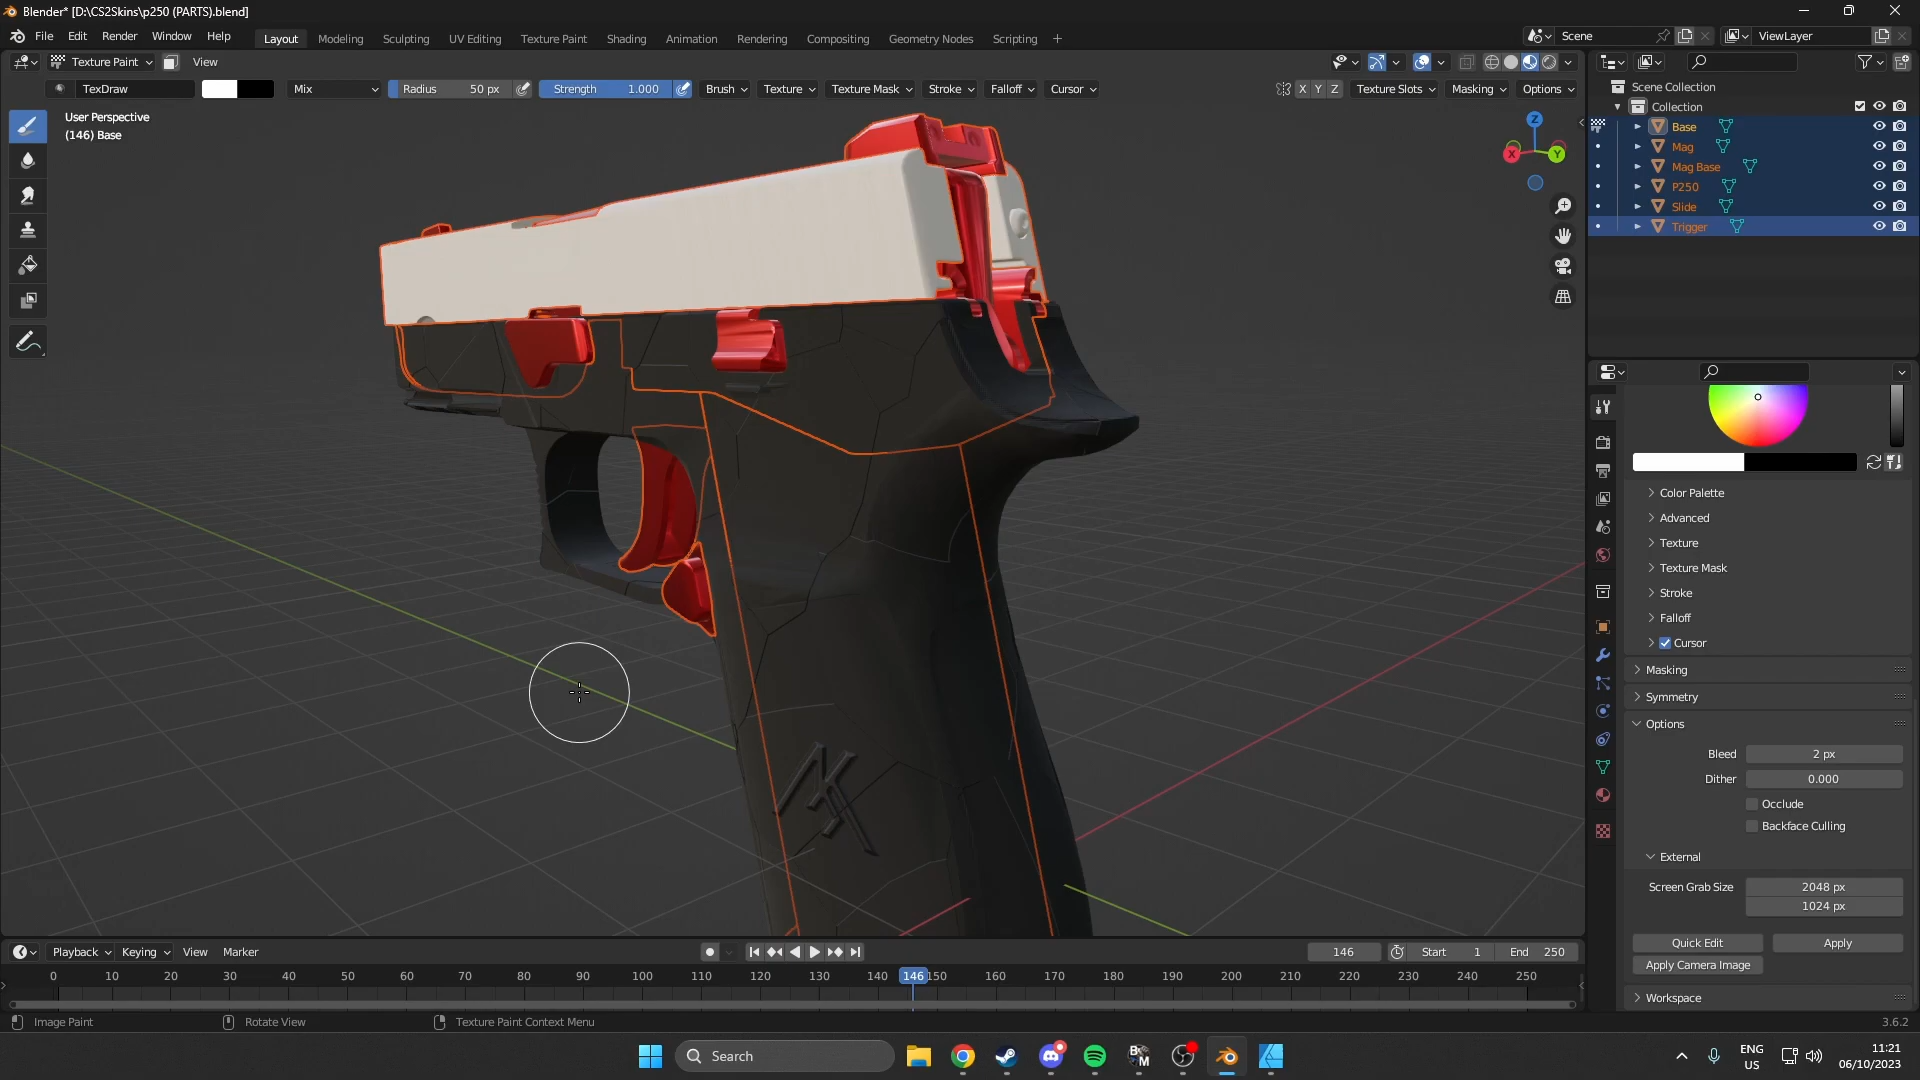 Blender* [D:\CS2Skins\p250 (PARTS).blend]
File Edit Render Window Help Layout Modeling Sculpting UV Editing Texture Paint Shading Animation Rendering Compositing Geometry Nodes Scripting + Scene ViewLayer
Texture Paint View
TexDraw Mix Radius 50 px Strength 1.000 Brush Texture Texture Mask Stroke Falloff Cursor X Y Z Texture Slots Masking Options
User Perspective
(146) Base
Z
X
Y
Scene Collection
Collection
Base
Mag
Mag Base
P250
Slide
Trigger
Color Palette
Advanced
Texture
Texture Mask
Stroke
Falloff
Cursor
Masking
Symmetry
Options
Bleed 2 px
Dither 0.000
Occlude
Backface Culling
External
Screen Grab Size 2048 px
1024 px
Quick Edit Apply
Apply Camera Image
Workspace
Playback Keying View Marker 146 Start 1 End 250
0 10 20 30 40 50 60 70 80 90 100 110 120 130 140 146 150 160 170 180 190 200 210 220 230 240 250
Image Paint Rotate View Texture Paint Context Menu 3.6.2
Search
ENG
US
11:21
06/10/2023